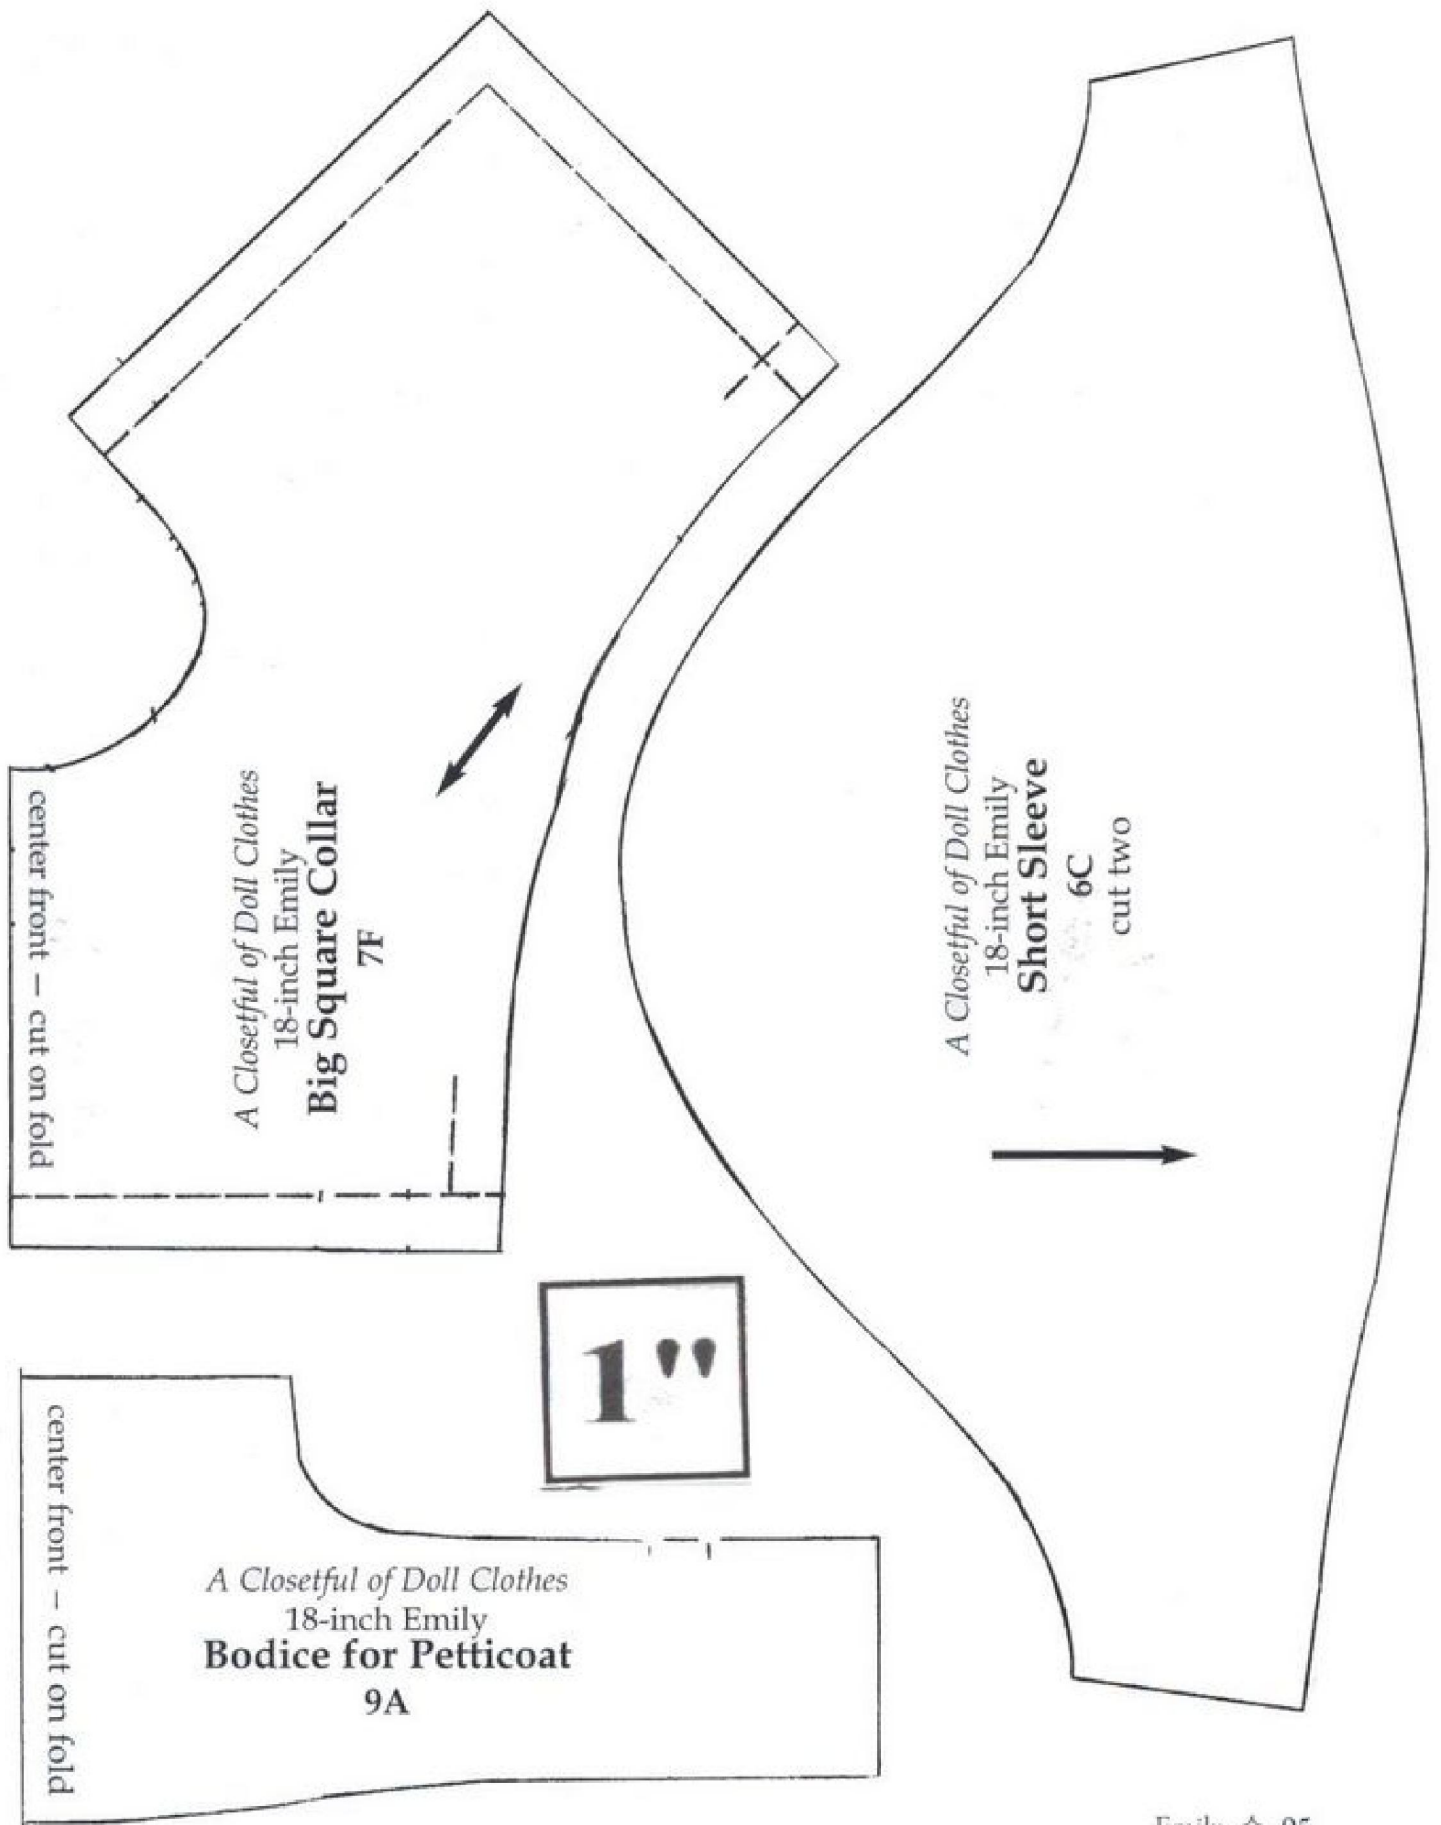 center front – cut on fold
A Closetful of Doll Clothes
18-inch Emily
Big Square Collar
7F
A Closetful of Doll Clothes
18-inch Emily
Short Sleeve
6C
cut two
1"
center front – cut on fold
A Closetful of Doll Clothes
18-inch Emily
Bodice for Petticoat
9A